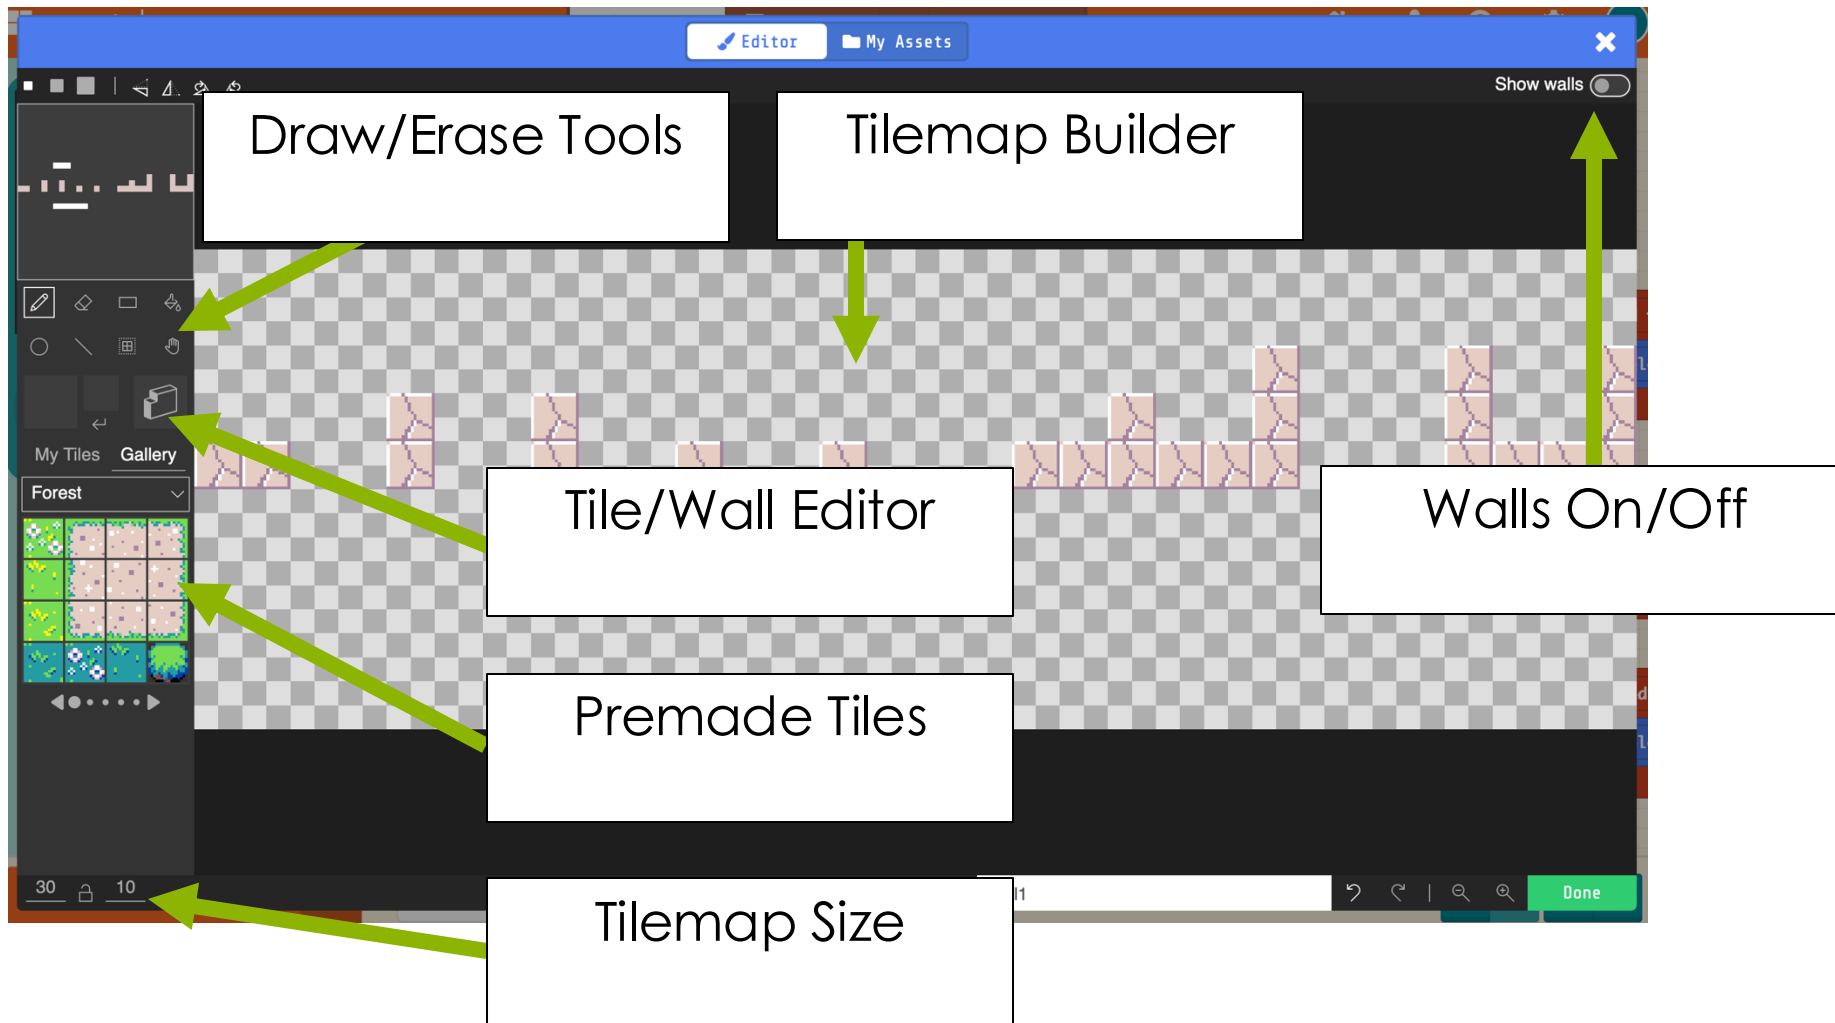 Editor My Assets
Show walls
Draw/Erase Tools
Tilemap Builder
My Tiles Gallery
Forest
Tile/Wall Editor
Walls On/Off
Premade Tiles
30 10
Tilemap Size
Done